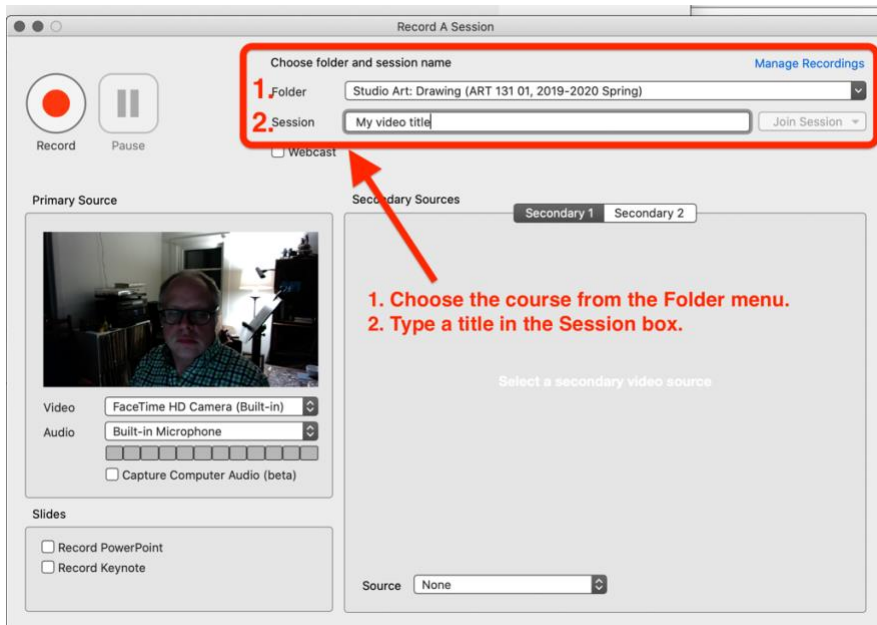 Record A Session
Choose folder and session name
Manage Recordings
1. Folder
Studio Art: Drawing (ART 131 01, 2019-2020 Spring)
2. Session
My video title
Join Session
Record
Pause
Webcast
Primary Source
Secondary Sources
Secondary 1
Secondary 2
1. Choose the course from the Folder menu.
2. Type a title in the Session box.
Select a secondary video source
Video
FaceTime HD Camera (Built-in)
Audio
Built-in Microphone
Capture Computer Audio (beta)
Slides
Record PowerPoint
Record Keynote
Source
None